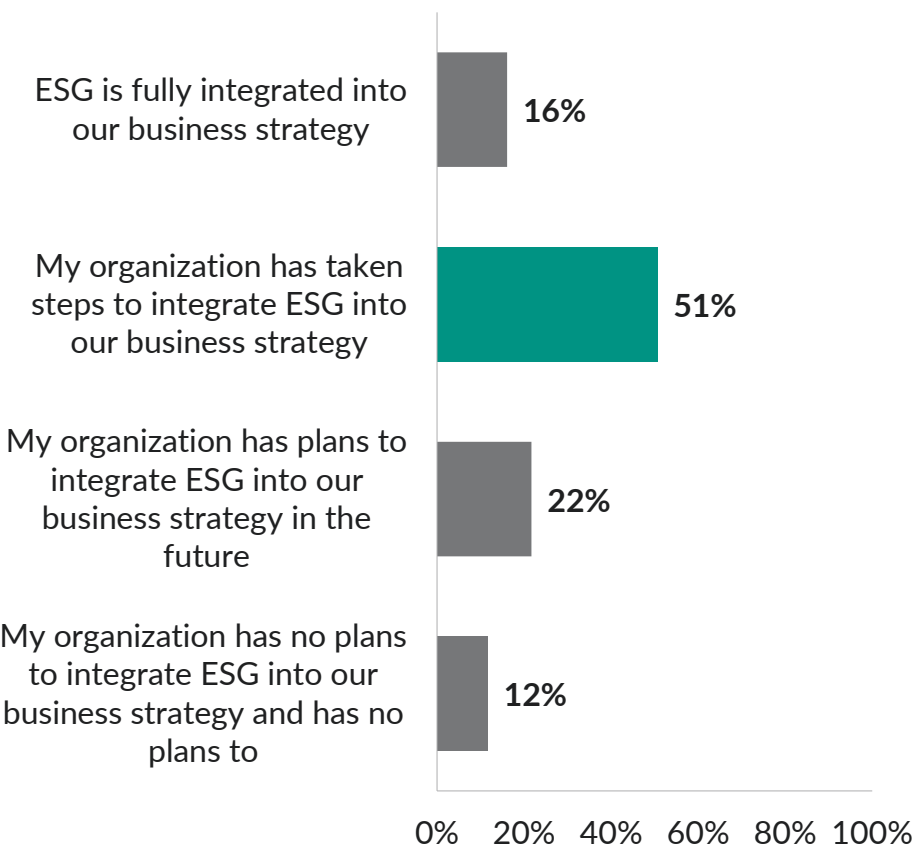 ESG is fully integrated into
our business strategy
16%
My organization has taken
steps to integrate ESG into
our business strategy
51%
My organization has plans to
integrate ESG into our
business strategy in the
future
22%
My organization has no plans
to integrate ESG into our
business strategy and has no
plans to
12%
0% 20% 40% 60% 80% 100%